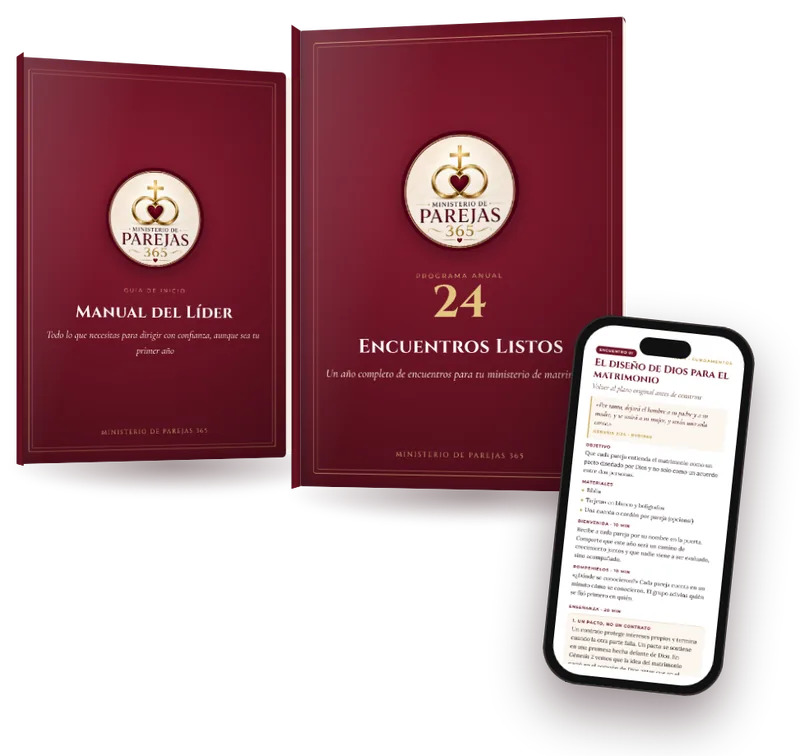 MINISTERIO DE
PAREJAS
365
GUÍA DE INICIO
MANUAL DEL LÍDER
Todo lo que necesitas para dirigir con confianza, aunque sea tu
primer año
MINISTERIO DE PAREJAS 365
MINISTERIO DE
PAREJAS
365
PROGRAMA ANUAL
24
ENCUENTROS LISTOS
Un año completo de encuentros para tu ministerio de matrim
MINISTERIO DE PAREJAS 365
ENCUENTRO 01
FUNDAMENTOS
EL DISEÑO DE DIOS PARA EL
MATRIMONIO
Volver al plano original antes de construir
«Por tanto, dejará el hombre a su padre y a su
madre, y se unirá a su mujer, y serán una sola
carne.»
OBJETIVO
Que cada pareja entienda el matrimonio como un
pacto diseñado por Dios y no solo como un acuerdo
entre dos personas.
MATERIALES
Biblia
Tarjetas en blanco y bolígrafos
Una cuerda o cordón por pareja (opcional)
BIENVENIDA · 10 MIN
Recibe a cada pareja por su nombre en la puerta.
Comparte que este año será un camino de
crecimiento juntos y que nadie viene a ser evaluado,
sino acompañado.
ROMPEHIELOS · 10 MIN
«¿Dónde se conocieron?» Cada pareja cuenta en un
minuto cómo se conocieron. El grupo adivina quién
se fijó primero en quién.
ENSEÑANZA · 20 MIN
1. UN PACTO, NO UN CONTRATO
Un contrato protege intereses propios y termina
cuando la otra parte falla. Un pacto se sostiene
en una promesa hecha delante de Dios. En
Génesis 2 vemos que la idea del matrimonio